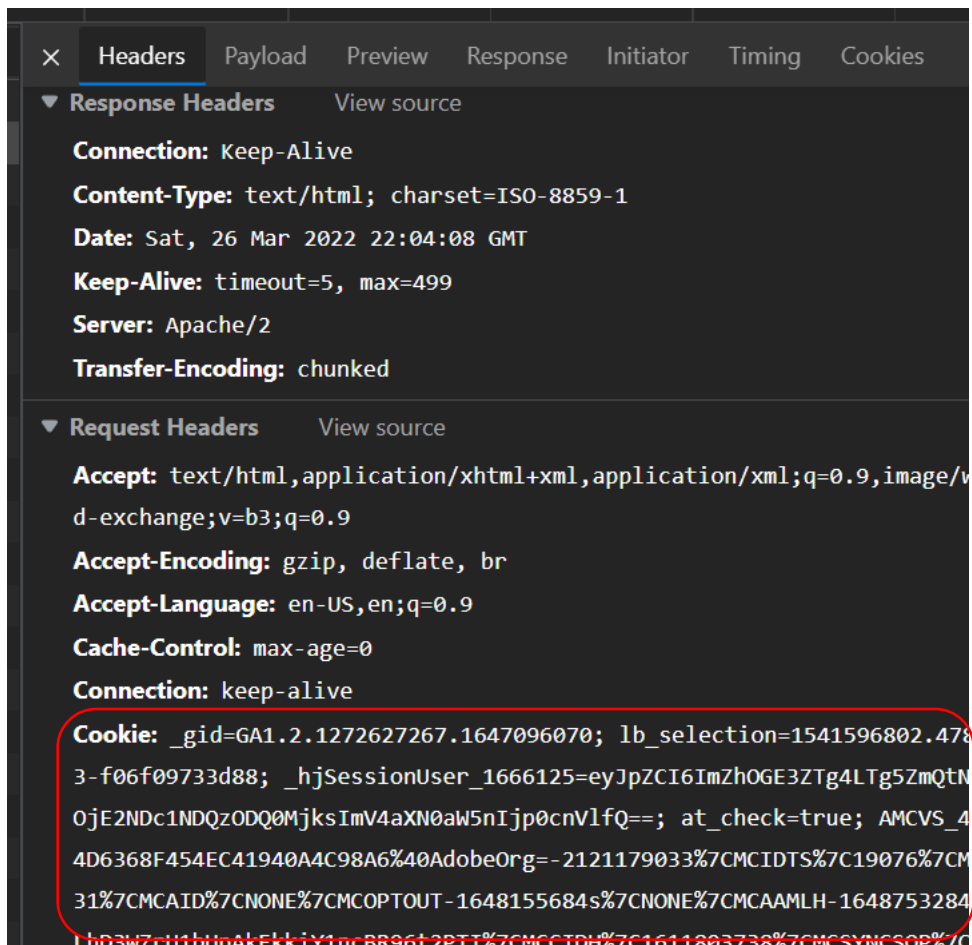 Headers Payload Preview Response Initiator Timing Cookies
Response Headers View source
Connection: Keep-Alive
Content-Type: text/html; charset=ISO-8859-1
Date: Sat, 26 Mar 2022 22:04:08 GMT
Keep-Alive: timeout=5, max=499
Server: Apache/2
Transfer-Encoding: chunked
Request Headers View source
Accept: text/html,application/xhtml+xml,application/xml;q=0.9,image/w
d-exchange;v=b3;q=0.9
Accept-Encoding: gzip, deflate, br
Accept-Language: en-US,en;q=0.9
Cache-Control: max-age=0
Connection: keep-alive
Cookie: _gid=GA1.2.1272627267.1647096070; lb_selection=1541596802.478
3-f06f09733d88; _hjSessionUser_1666125=eyJpZCI6ImZhOGE3ZTg4LTg5ZmQtN
OjE2NDc1NDQzODQ0MjksImV4aXN0aW5nIjp0cnVlfQ==; at_check=true; AMCVS_4
4D6368F454EC41940A4C98A6%40AdobeOrg=-2121179033%7CMCIDTS%7C19076%7CM
31%7CMCAID%7CNONE%7CMCOPTOUT-1648155684s%7CNONE%7CMCAAMLH-1648753284